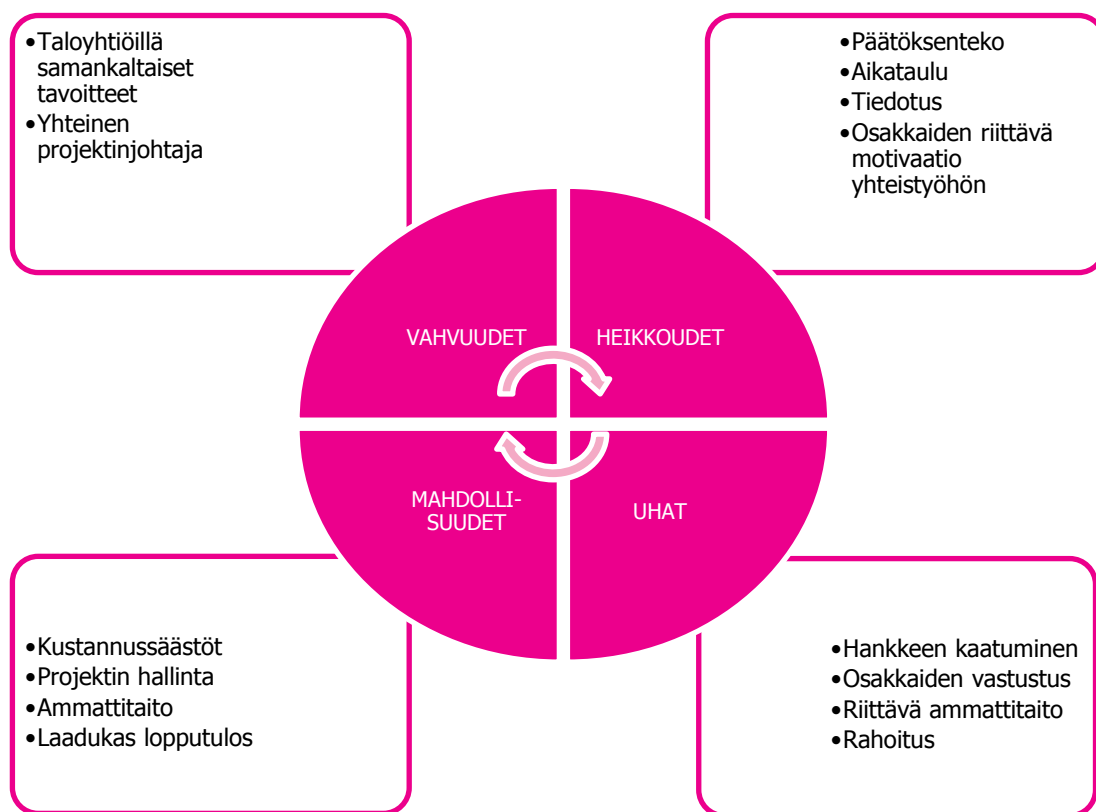 •Taloyhtiöillä
samankaltaiset
tavoitteet
•Yhteinen
projektinjohtaja
•Päätöksenteko
•Aikataulu
•Tiedotus
•Osakkaiden riittävä
motivaatio
yhteistyöhön
VAHVUUDET
HEIKKOUDET
MAHDOLLI-
SUUDET
UHAT
•Kustannussäästöt
•Projektin hallinta
•Ammattitaito
•Laadukas lopputulos
•Hankkeen kaatuminen
•Osakkaiden vastustus
•Riittävä ammattitaito
•Rahoitus